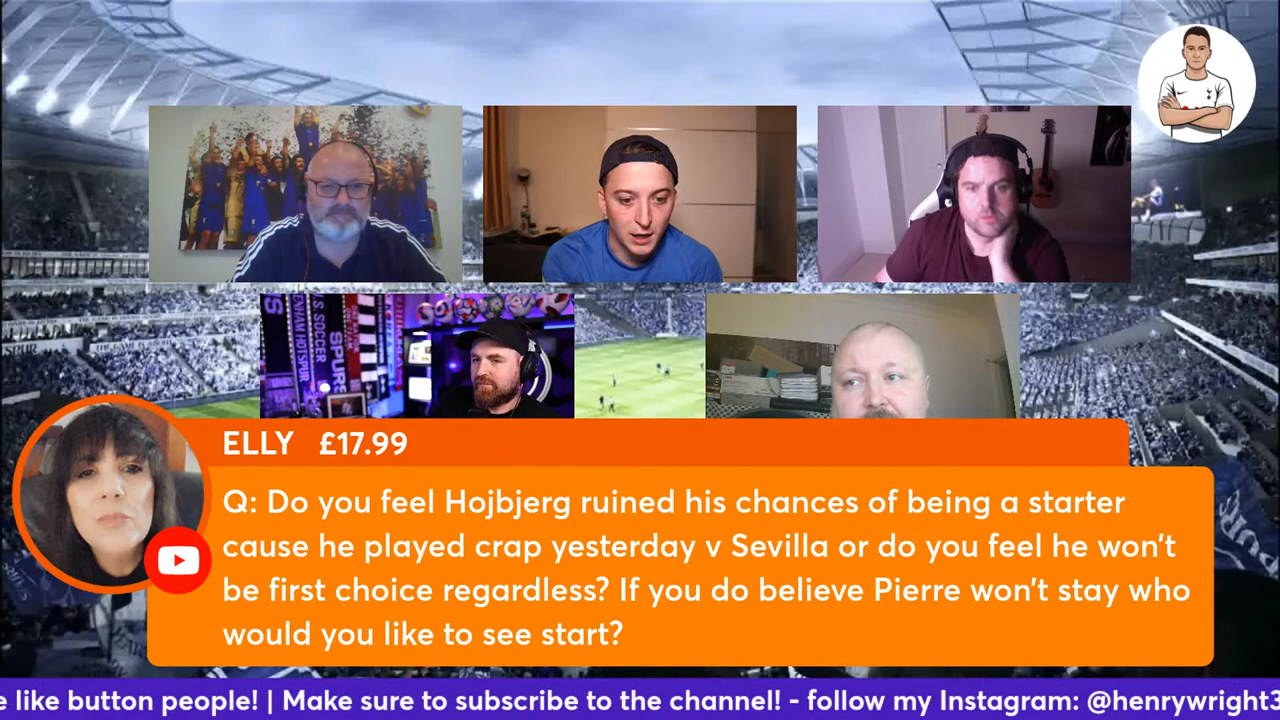 ENHAM HOTSPUR
S SOCCER
SPURS
ELLY £17.99
Q: Do you feel Hojbjerg ruined his chances of being a starter
cause he played crap yesterday v Sevilla or do you feel he won't
be first choice regardless? If you do believe Pierre won't stay who
would you like to see start?
e like button people! | Make sure to subscribe to the channel! - follow my Instagram: @henrywright3